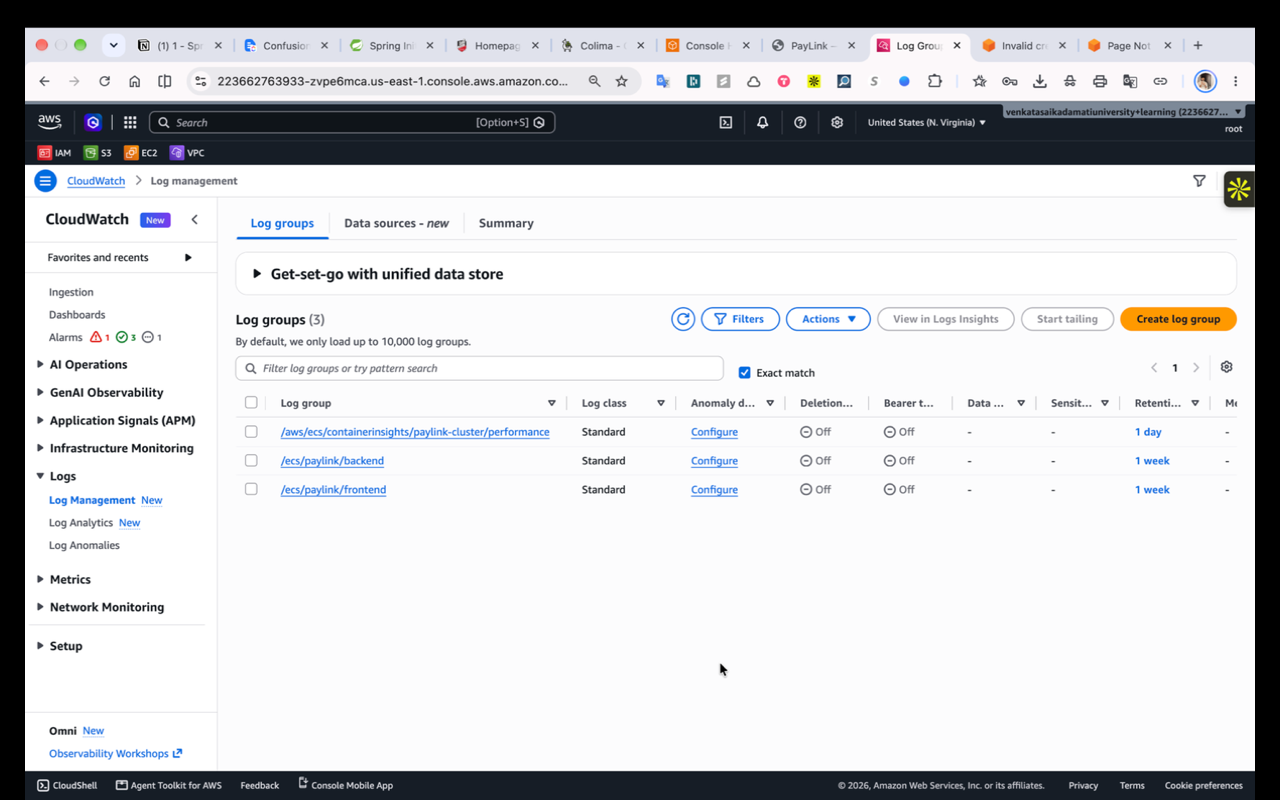 (1) 1 - Spr
Confusion
Spring Ini
Homepag
Colima -
Console H
PayLink –
Log Group
Invalid cr
Page Not
223662763933-zvpe6mca.us-east-1.console.aws.amazon.co...
aws
Search
[Option+S]
United States (N. Virginia)
venkatasaikadamatiuniversity+learning (2236627...
root
IAM
S3
EC2
VPC
CloudWatch
Log management
CloudWatch
New
Favorites and recents
Ingestion
Dashboards
Alarms 1 3 1
AI Operations
GenAI Observability
Application Signals (APM)
Infrastructure Monitoring
Logs
Log Management New
Log Analytics New
Log Anomalies
Metrics
Network Monitoring
Setup
Omni New
Observability Workshops
Log groups
Data sources - new
Summary
Get-set-go with unified data store
Log groups (3)
Filters
Actions
View in Logs Insights
Start tailing
Create log group
By default, we only load up to 10,000 log groups.
Filter log groups or try pattern search
Exact match
1
Log group Log class Anomaly d... Deletion... Bearer t... Data ... Sensit... Retenti... Me
/aws/ecs/containerinsights/paylink-cluster/performance Standard Configure Off Off - - 1 day -
/ecs/paylink/backend Standard Configure Off Off - - 1 week -
/ecs/paylink/frontend Standard Configure Off Off - - 1 week -
CloudShell
Agent Toolkit for AWS
Feedback
Console Mobile App
© 2026, Amazon Web Services, Inc. or its affiliates.
Privacy
Terms
Cookie preferences